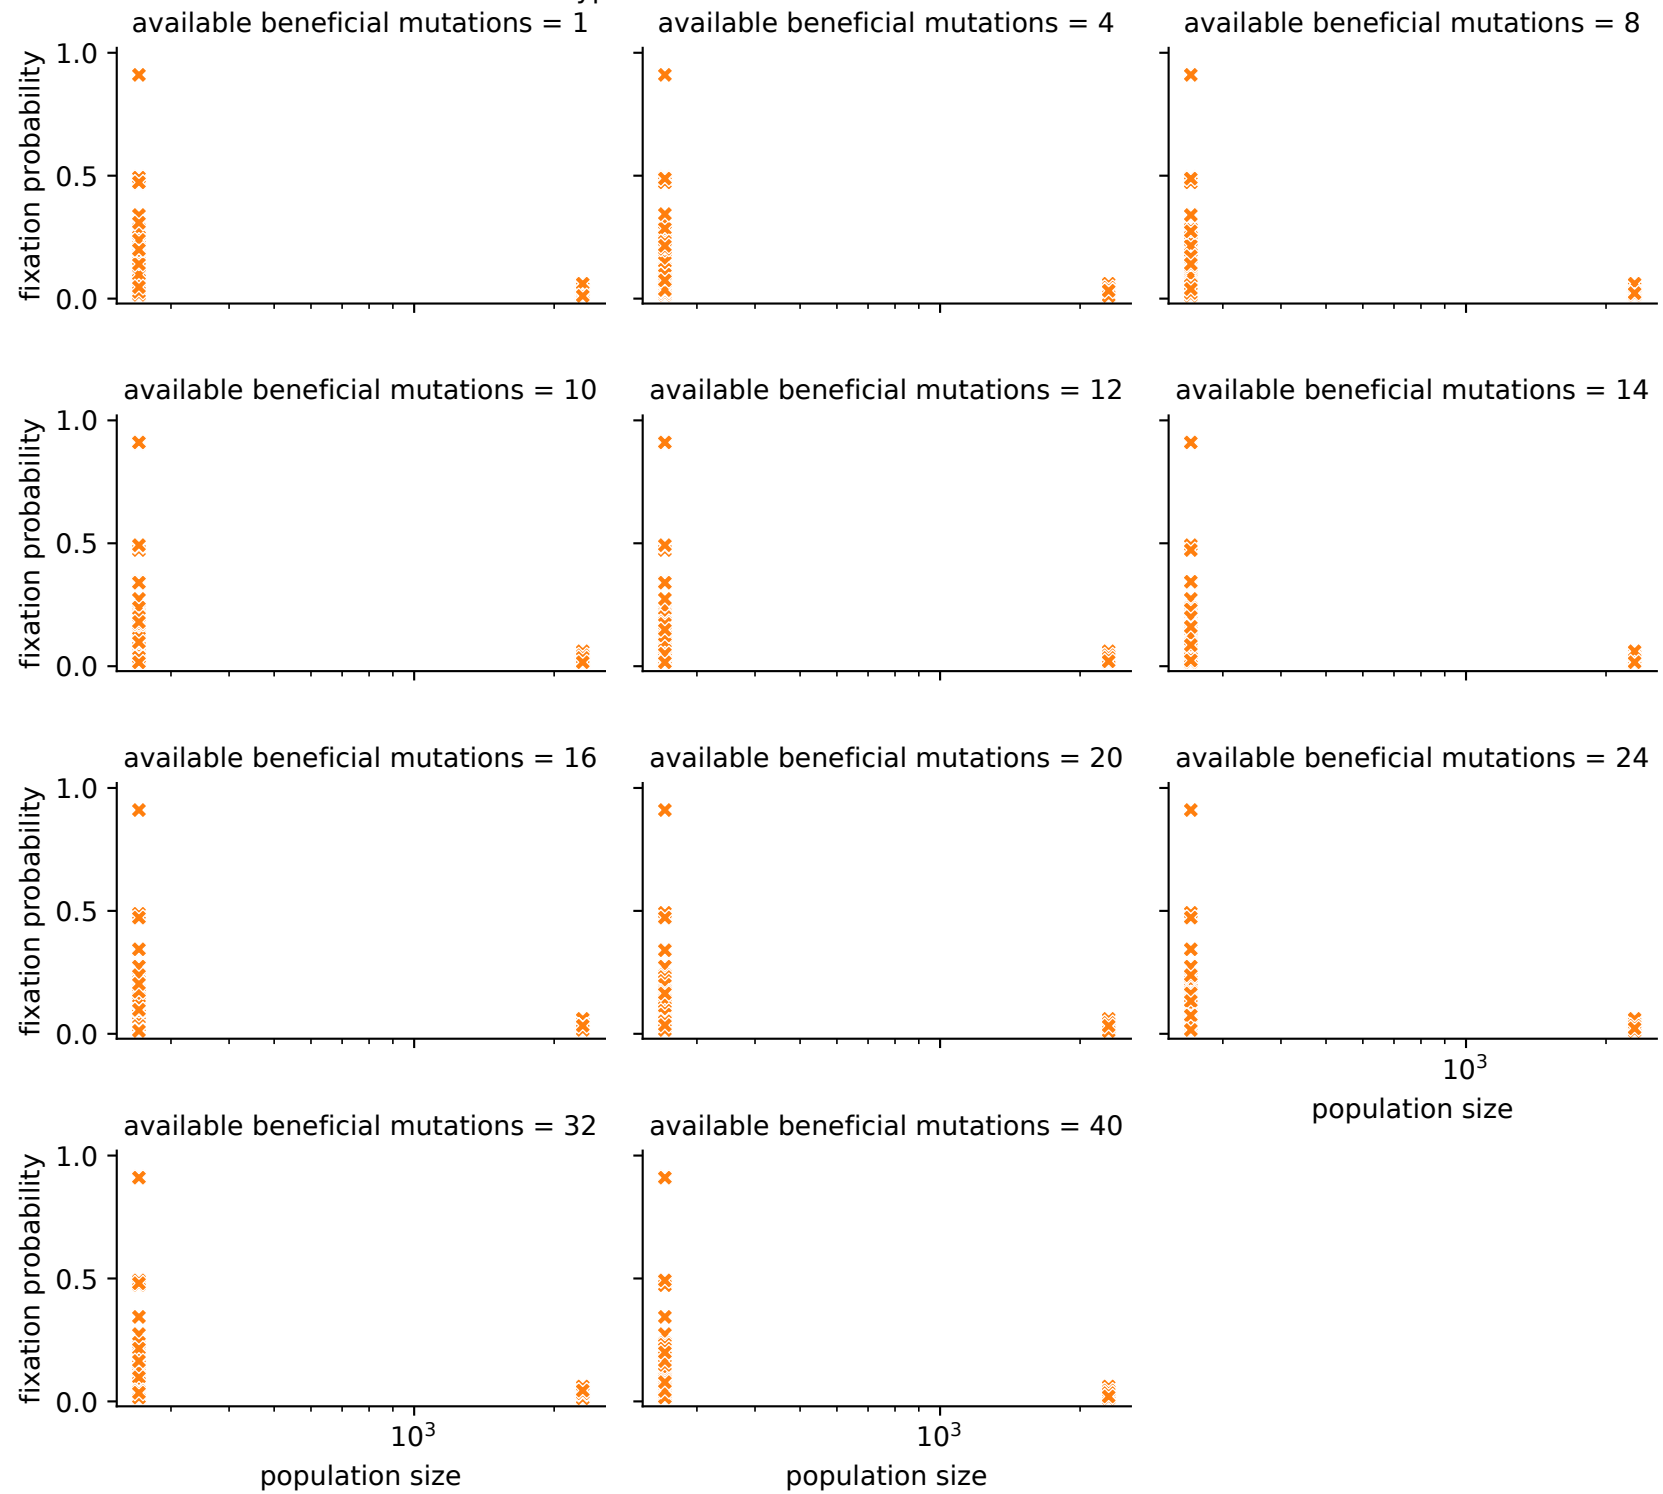 available beneficial mutations = 1
available beneficial mutations = 4
available beneficial mutations = 8
fixation probability
1.0
0.5
0.0
available beneficial mutations = 10
available beneficial mutations = 12
available beneficial mutations = 14
fixation probability
1.0
0.5
0.0
available beneficial mutations = 16
available beneficial mutations = 20
available beneficial mutations = 24
fixation probability
1.0
0.5
0.0
10³
population size
available beneficial mutations = 32
available beneficial mutations = 40
fixation probability
1.0
0.5
0.0
10³
10³
population size
population size